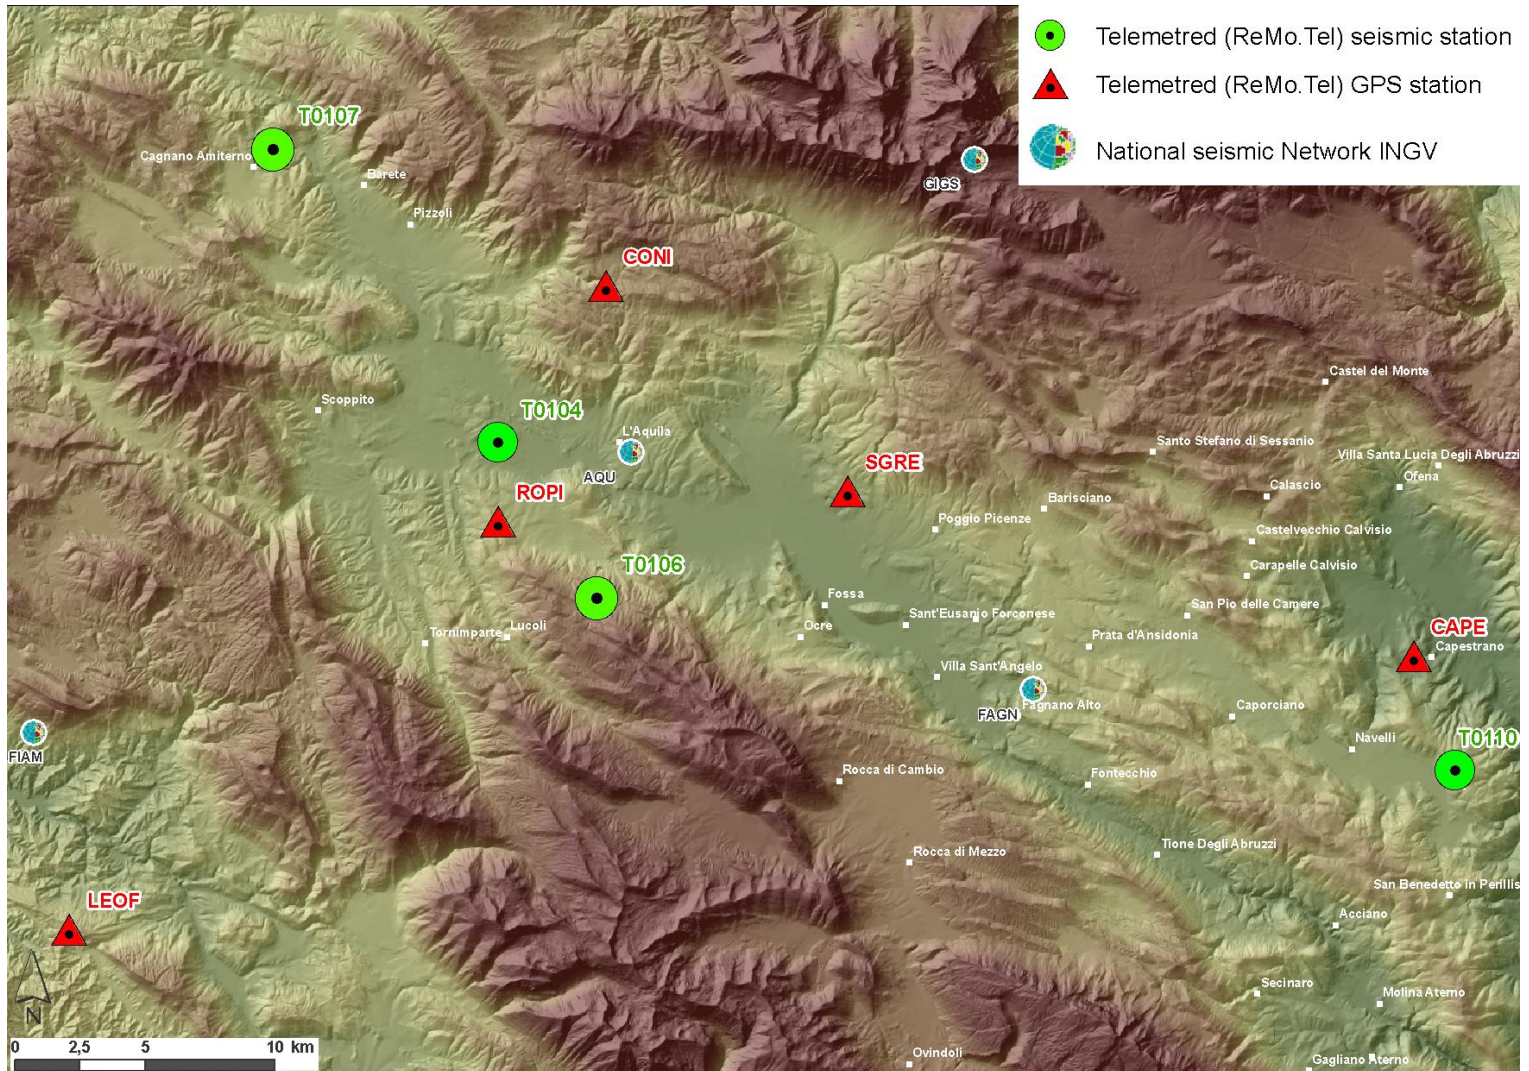 Telemetred (ReMo.Tel) seismic station
Telemetred (ReMo.Tel) GPS station
National seismic Network INGV
T0107
Cagnano Amiterno
Barete
GIGS
Pizzoli
CONI
Castel del Monte
Scoppito
T0104
L'Aquila
Santo Stefano di Sessanio
Villa Santa Lucia Degli Abruzzi
SGRE
AQU
Ofena
Calascio
ROPI
Barisciano
Poggio Picenze
Castelvecchio Calvisio
T0106
Carapelle Calvisio
Fossa
San Pio delle Camere
Sant'Eusanio Forconese
Ocre
Lucoli
Tornimparte
Prata d'Ansidonia
CAPE
Capestrano
Villa Sant'Angelo
Fagnano Alto
FAGN
Caporciano
Navelli
T0110
FIAM
Rocca di Cambio
Fontecchio
Tione Degli Abruzzi
Rocca di Mezzo
San Benedetto in Perillis
LEOF
Acciano
Secinaro
Molina Aterno
N
0 2,5 5 10 km
Ovindoli
Gagliano Aterno